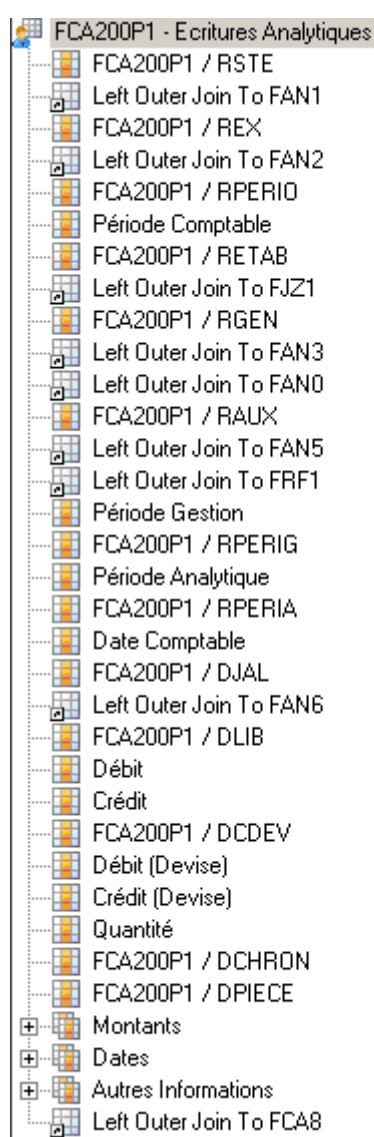 FCA200P1 - Ecritures Analytiques
FCA200P1 / RSTE
Left Outer Join To FAN1
FCA200P1 / REX
Left Outer Join To FAN2
FCA200P1 / RPERIO
Période Comptable
FCA200P1 / RETAB
Left Outer Join To FJZ1
FCA200P1 / RGEN
Left Outer Join To FAN3
Left Outer Join To FAN0
FCA200P1 / RAUX
Left Outer Join To FAN5
Left Outer Join To FRF1
Période Gestion
FCA200P1 / RPERIG
Période Analytique
FCA200P1 / RPERIA
Date Comptable
FCA200P1 / DJAL
Left Outer Join To FAN6
FCA200P1 / DLIB
Débit
Crédit
FCA200P1 / DCDEV
Débit (Devise)
Crédit (Devise)
Quantité
FCA200P1 / DCHRON
FCA200P1 / DPIECE
Montants
Dates
Autres Informations
Left Outer Join To FCA8